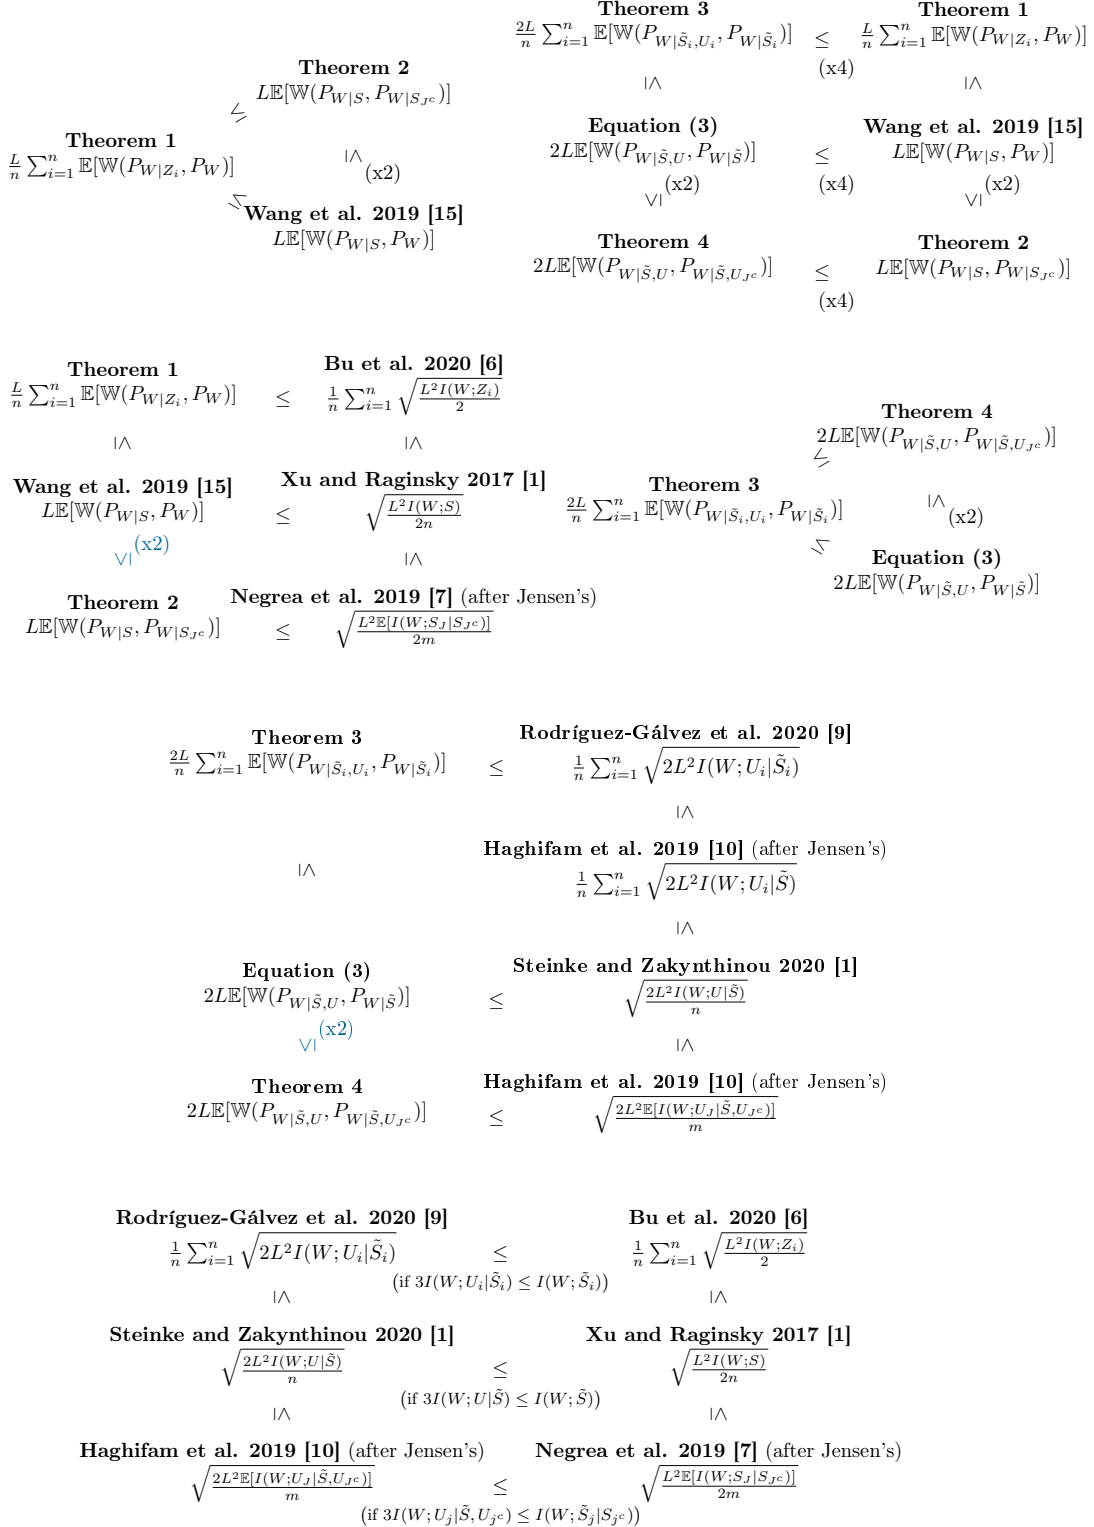 Theorem 2
L𝔼[𝕎(P_{W|S}, P_{W|S_{J^c}})]
≤
Theorem 1
L/n ∑_{i=1}^n 𝔼[𝕎(P_{W|Z_i}, P_W)]
≤ (x2)
≤
Wang et al. 2019 [15]
L𝔼[𝕎(P_{W|S}, P_W)]
Theorem 3 Theorem 1
2L/n ∑_{i=1}^n 𝔼[𝕎(P_{W|S̃_i,U_i}, P_{W|S̃_i})] ≤ L/n ∑_{i=1}^n 𝔼[𝕎(P_{W|Z_i}, P_W)]
(x4)
≤ ≤
Equation (3) Wang et al. 2019 [15]
2L𝔼[𝕎(P_{W|S̃,U}, P_{W|S̃})] ≤ L𝔼[𝕎(P_{W|S}, P_W)]
≥ (x2) (x4) ≥ (x2)
Theorem 4 Theorem 2
2L𝔼[𝕎(P_{W|S̃,U}, P_{W|S̃,U_{J^c}})] ≤ L𝔼[𝕎(P_{W|S}, P_{W|S_{J^c}})]
(x4)
Theorem 1 Bu et al. 2020 [6]
L/n ∑_{i=1}^n 𝔼[𝕎(P_{W|Z_i}, P_W)] ≤ 1/n ∑_{i=1}^n √(L²I(W;Z_i)/2)
≤ ≤
Wang et al. 2019 [15] Xu and Raginsky 2017 [1]
L𝔼[𝕎(P_{W|S}, P_W)] ≤ √(L²I(W;S)/2n)
≥ (x2) ≤
Theorem 2 Negrea et al. 2019 [7] (after Jensen's)
L𝔼[𝕎(P_{W|S}, P_{W|S_{J^c}})] ≤ √(L²𝔼[I(W;S_J|S_{J^c})]/2m)
Theorem 4
2L𝔼[𝕎(P_{W|S̃,U}, P_{W|S̃,U_{J^c}})]
≤
Theorem 3
2L/n ∑_{i=1}^n 𝔼[𝕎(P_{W|S̃_i,U_i}, P_{W|S̃_i})]
≤ (x2)
≤
Equation (3)
2L𝔼[𝕎(P_{W|S̃,U}, P_{W|S̃})]
Theorem 3 Rodríguez-Gálvez et al. 2020 [9]
2L/n ∑_{i=1}^n 𝔼[𝕎(P_{W|S̃_i,U_i}, P_{W|S̃_i})] ≤ 1/n ∑_{i=1}^n √(2L²I(W;U_i|S̃_i))
≤
Haghifam et al. 2019 [10] (after Jensen's)
≤ 1/n ∑_{i=1}^n √(2L²I(W;U_i|S̃))
≤
Equation (3) Steinke and Zakynthinou 2020 [1]
2L𝔼[𝕎(P_{W|S̃,U}, P_{W|S̃})] ≤ √(2L²I(W;U|S̃)/n)
≥ (x2) ≤
Theorem 4 Haghifam et al. 2019 [10] (after Jensen's)
2L𝔼[𝕎(P_{W|S̃,U}, P_{W|S̃,U_{J^c}})] ≤ √(2L²𝔼[I(W;U_J|S̃,U_{J^c})]/m)
Rodríguez-Gálvez et al. 2020 [9] Bu et al. 2020 [6]
1/n ∑_{i=1}^n √(2L²I(W;U_i|S̃_i)) ≤ 1/n ∑_{i=1}^n √(L²I(W;Z_i)/2)
(if 3I(W;U_i|S̃_i) ≤ I(W;S̃_i))
≤ ≤
Steinke and Zakynthinou 2020 [1] Xu and Raginsky 2017 [1]
√(2L²I(W;U|S̃)/n) ≤ √(L²I(W;S)/2n)
(if 3I(W;U|S̃) ≤ I(W;S̃))
≤ ≤
Haghifam et al. 2019 [10] (after Jensen's) Negrea et al. 2019 [7] (after Jensen's)
√(2L²𝔼[I(W;U_J|S̃,U_{J^c})]/m) ≤ √(L²𝔼[I(W;S_J|S_{J^c})]/2m)
(if 3I(W;U_j|S̃,U_{j^c}) ≤ I(W;S̃_j|S_{j^c}))